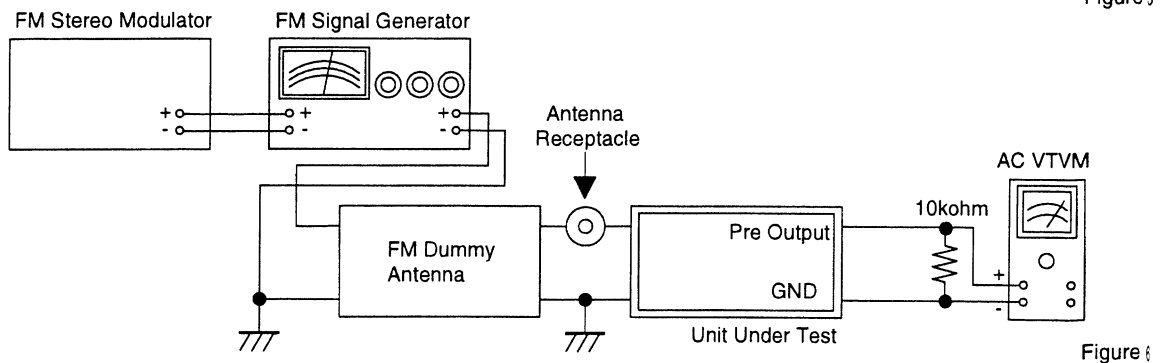 Figure
FM Stereo Modulator
FM Signal Generator
+
-
+
-
+
-
Antenna
Receptacle
AC VTVM
10kohm
FM Dummy
Antenna
Pre Output
GND
+
-
Unit Under Test
Figure